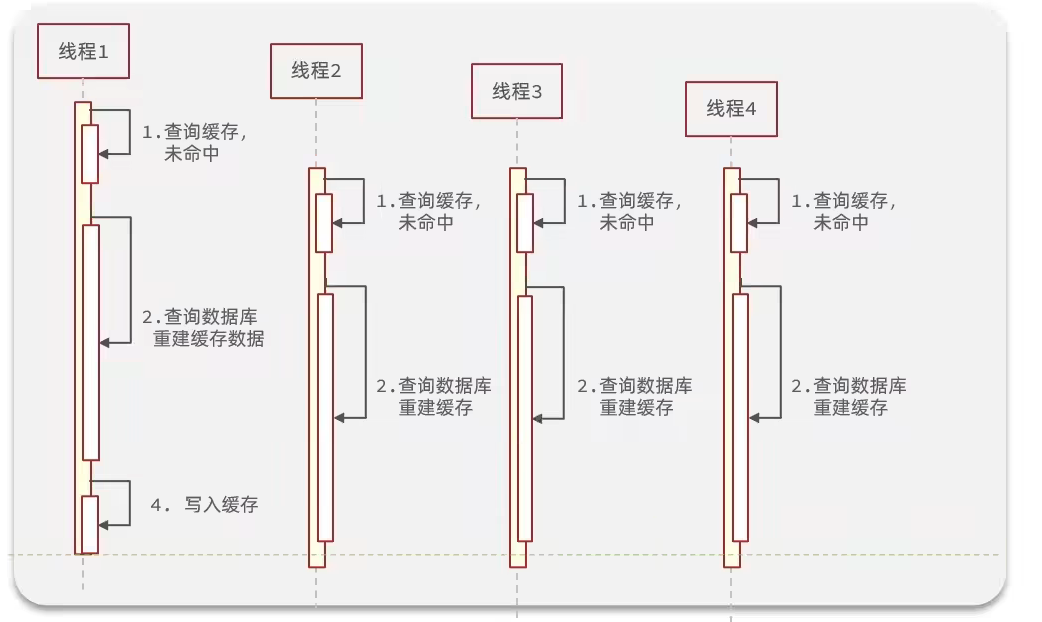 线程1
线程2
线程3
线程4
1.查询缓存,
未命中
2.查询数据库
重建缓存数据
4. 写入缓存
1.查询缓存,
未命中
2.查询数据库
重建缓存
1.查询缓存,
未命中
2.查询数据库
重建缓存
1.查询缓存,
未命中
2.查询数据库
重建缓存